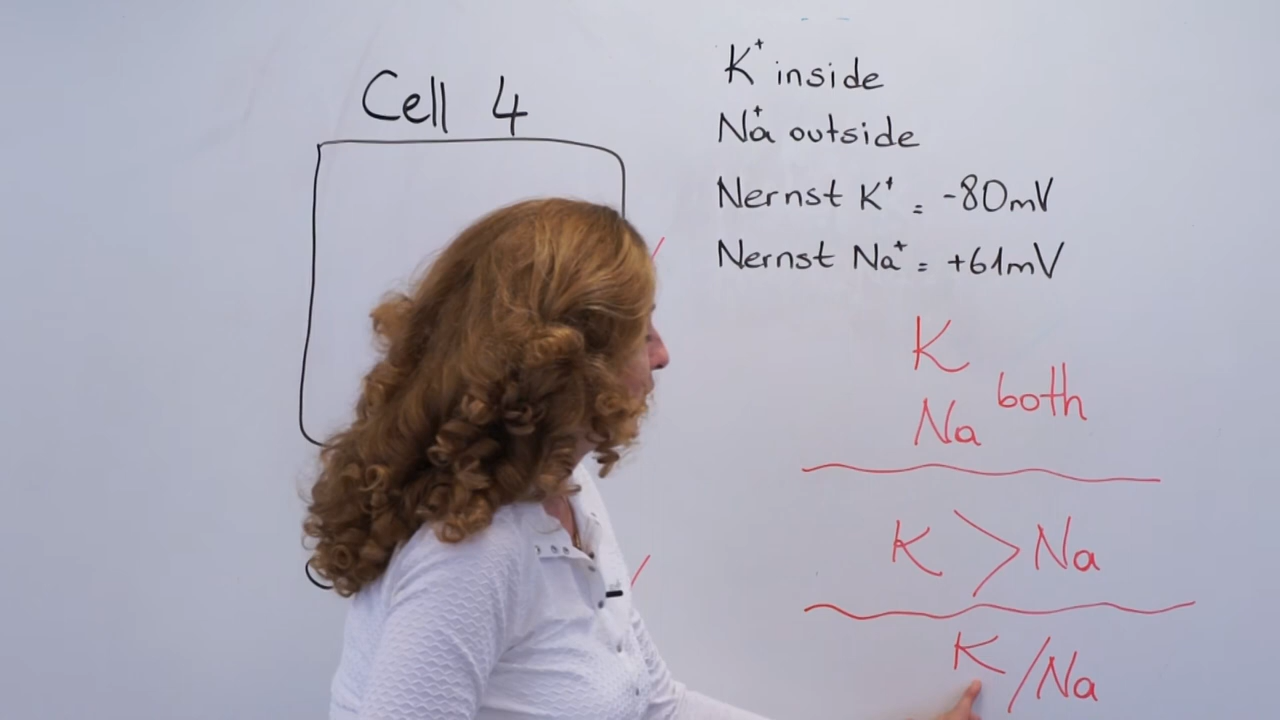 Cell 4
K⁺ inside
Na⁺ outside
Nernst K⁺ = -80mV
Nernst Na⁺ = +61mV
K
both
Na
K > Na
K/Na